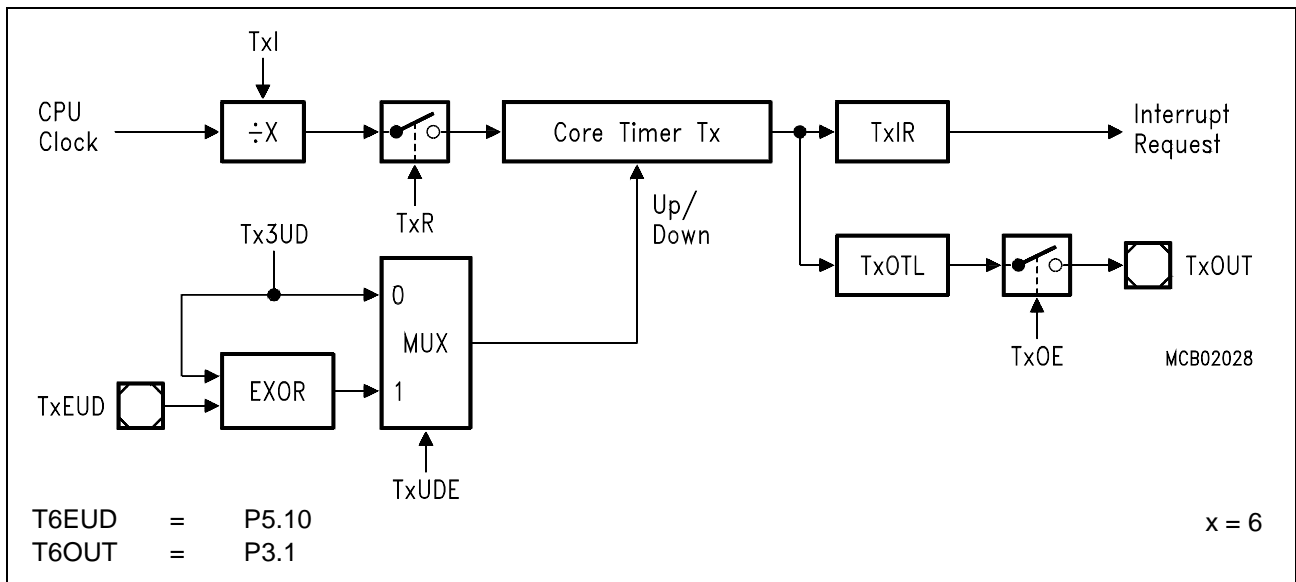 TxI
CPU
Clock
÷X
Core Timer Tx
TxIR
Interrupt
Request
TxR
Up/
Down
Tx3UD
TxOTL
TxOUT
0
MUX
TxOE
MCB02028
EXOR
1
TxEUD
TxUDE
T6EUD = P5.10
x = 6
T6OUT = P3.1